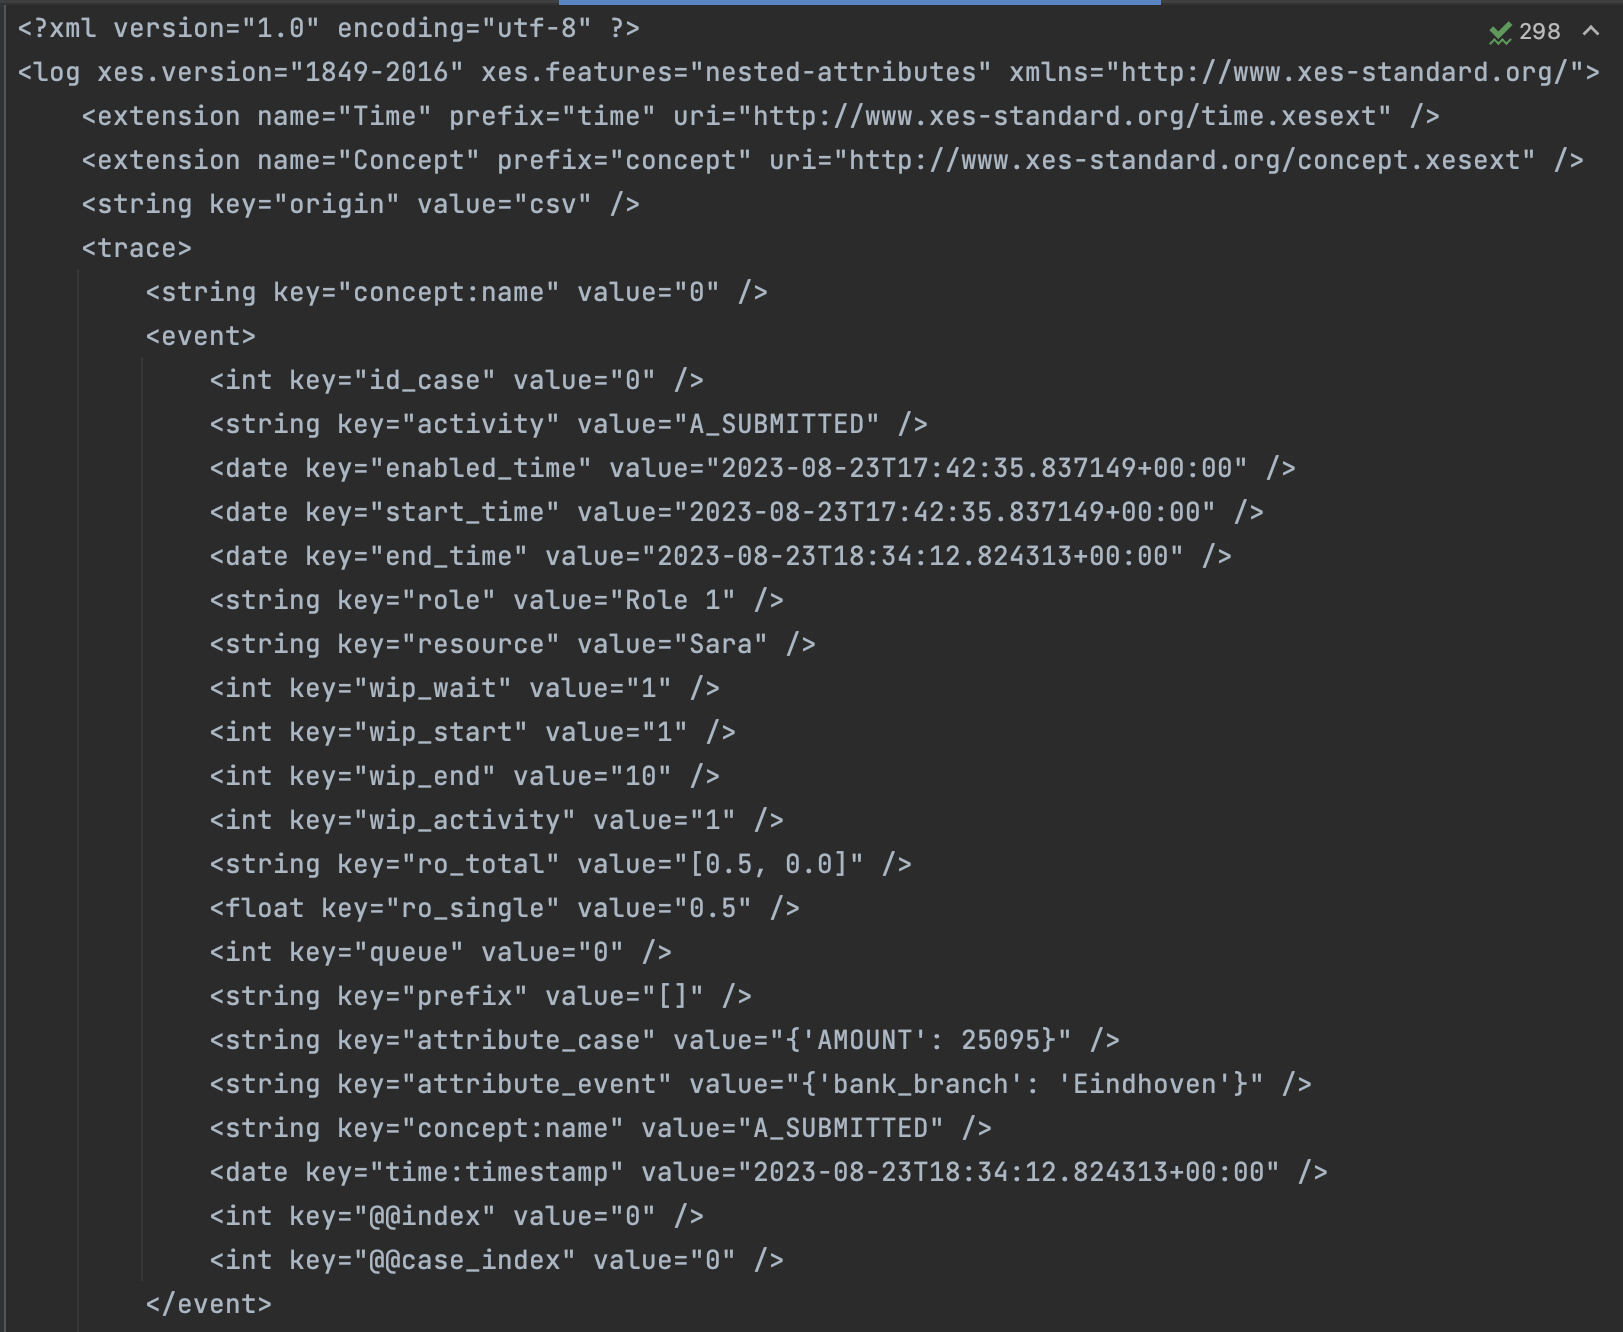 <?xml version="1.0" encoding="utf-8" ?>
298
<log xes.version="1849-2016" xes.features="nested-attributes" xmlns="http://www.xes-standard.org/">
<extension name="Time" prefix="time" uri="http://www.xes-standard.org/time.xesext" />
<extension name="Concept" prefix="concept" uri="http://www.xes-standard.org/concept.xesext" />
<string key="origin" value="csv" />
<trace>
<string key="concept:name" value="0" />
<event>
<int key="id_case" value="0" />
<string key="activity" value="A_SUBMITTED" />
<date key="enabled_time" value="2023-08-23T17:42:35.837149+00:00" />
<date key="start_time" value="2023-08-23T17:42:35.837149+00:00" />
<date key="end_time" value="2023-08-23T18:34:12.824313+00:00" />
<string key="role" value="Role 1" />
<string key="resource" value="Sara" />
<int key="wip_wait" value="1" />
<int key="wip_start" value="1" />
<int key="wip_end" value="10" />
<int key="wip_activity" value="1" />
<string key="ro_total" value="[0.5, 0.0]" />
<float key="ro_single" value="0.5" />
<int key="queue" value="0" />
<string key="prefix" value="[]" />
<string key="attribute_case" value="{'AMOUNT': 25095}" />
<string key="attribute_event" value="{'bank_branch': 'Eindhoven'}" />
<string key="concept:name" value="A_SUBMITTED" />
<date key="time:timestamp" value="2023-08-23T18:34:12.824313+00:00" />
<int key="@@index" value="0" />
<int key="@@case_index" value="0" />
</event>